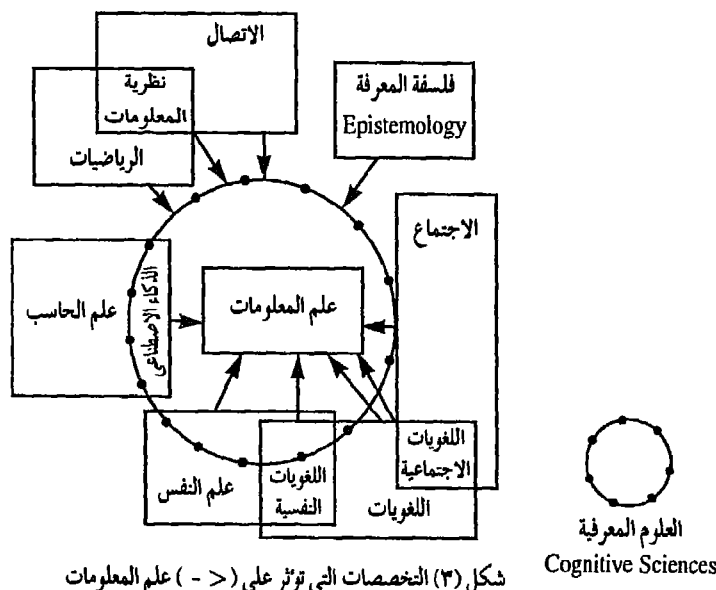 الاتصال
نظرية
المعلومات
الرياضيات
فلسفة المعرفة
Epistemology
الاجتماع
علم الحاسب
الذكاء الاصطناعى
علم المعلومات
علم النفس
اللغويات
النفسية
اللغويات
الاجتماعية
اللغويات
العلوم المعرفية
Cognitive Sciences
شكل (٣) التخصصات التي تؤثر على ( < - ) علم المعلومات